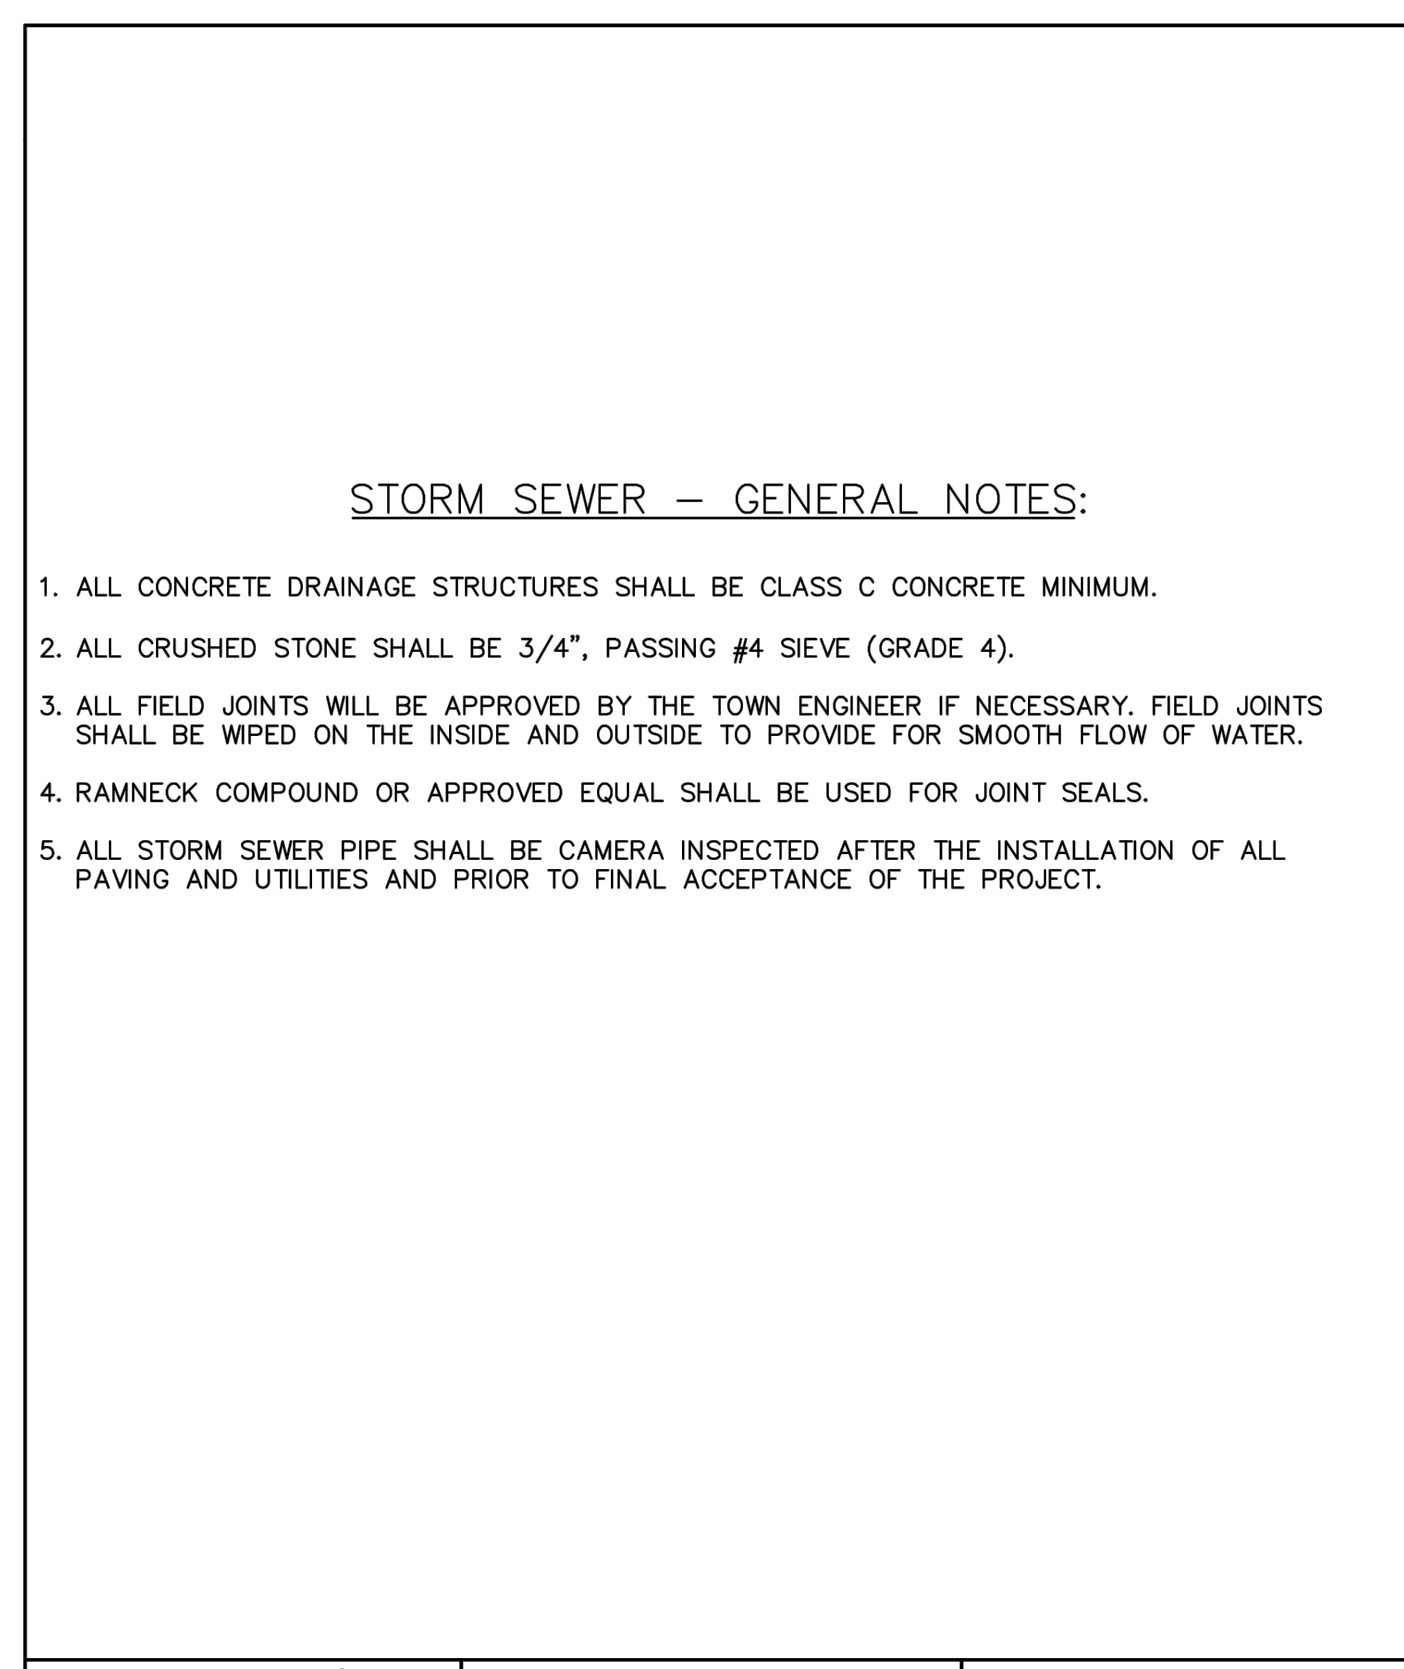 STORM SEWER – GENERAL NOTES:
1. ALL CONCRETE DRAINAGE STRUCTURES SHALL BE CLASS C CONCRETE MINIMUM.
2. ALL CRUSHED STONE SHALL BE 3/4", PASSING #4 SIEVE (GRADE 4).
3. ALL FIELD JOINTS WILL BE APPROVED BY THE TOWN ENGINEER IF NECESSARY. FIELD JOINTS
SHALL BE WIPED ON THE INSIDE AND OUTSIDE TO PROVIDE FOR SMOOTH FLOW OF WATER.
4. RAMNECK COMPOUND OR APPROVED EQUAL SHALL BE USED FOR JOINT SEALS.
5. ALL STORM SEWER PIPE SHALL BE CAMERA INSPECTED AFTER THE INSTALLATION OF ALL
PAVING AND UTILITIES AND PRIOR TO FINAL ACCEPTANCE OF THE PROJECT.